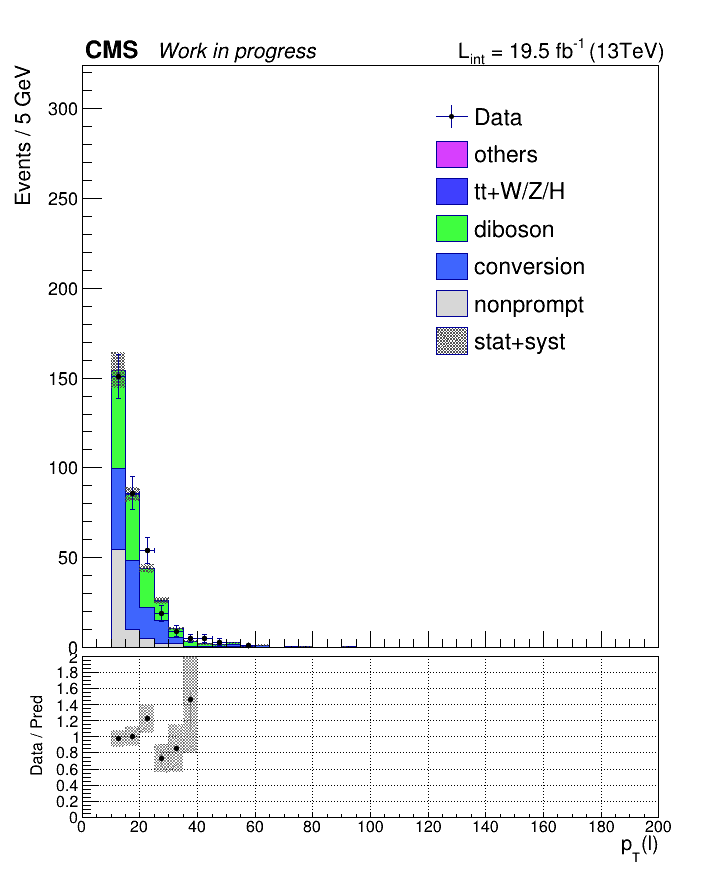 CMS Work in progress L_int = 19.5 fb^-1 (13TeV)
Events / 5 GeV
300
250
200
150
100
50
0
Data
others
tt+W/Z/H
diboson
conversion
nonprompt
stat+syst
Data / Pred
2
1.8
1.6
1.4
1.2
1
0.8
0.6
0.4
0.2
0
0 20 40 60 80 100 120 140 160 180 200
p_T(l)